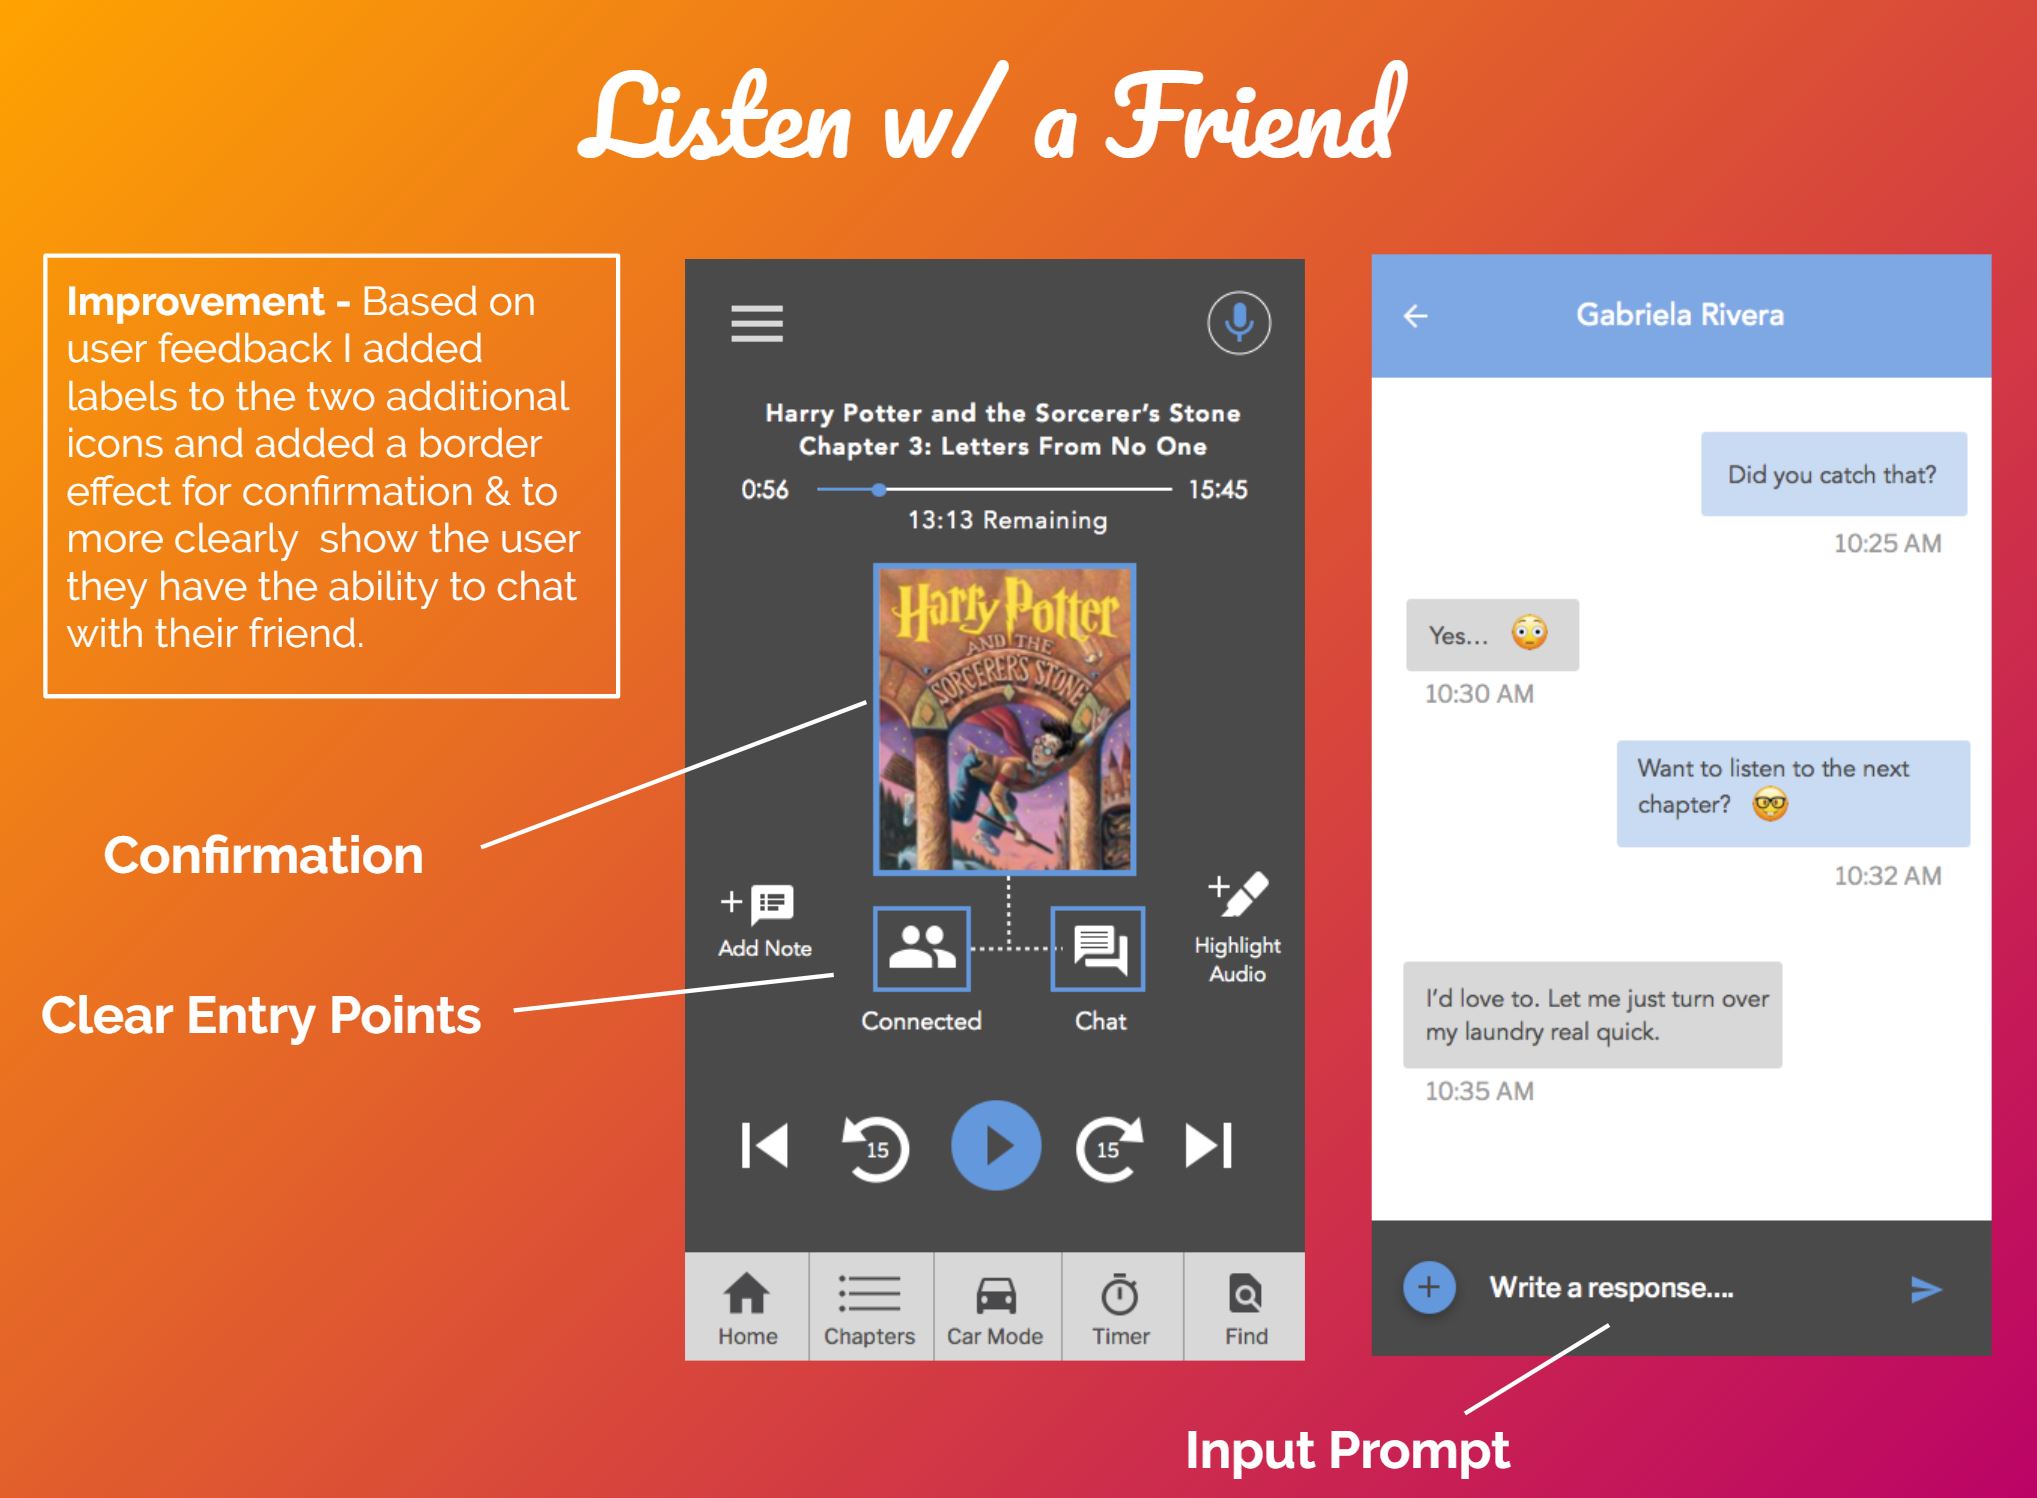 Listen w/ a Friend
Improvement - Based on
user feedback I added
labels to the two additional
icons and added a border
effect for confirmation & to
more clearly  show the user
they have the ability to chat
with their friend.
Confirmation
Clear Entry Points
Harry Potter and the Sorcerer's Stone
Chapter 3: Letters From No One
0:56
15:45
13:13 Remaining
Harry Potter
AND THE
SORCERER'S STONE
Add Note
Highlight
Audio
Connected
Chat
15
15
Home
Chapters
Car Mode
Timer
Find
Gabriela Rivera
Did you catch that?
10:25 AM
Yes... 😳
10:30 AM
Want to listen to the next
chapter? 🤓
10:32 AM
I'd love to. Let me just turn over
my laundry real quick.
10:35 AM
Write a response....
Input Prompt